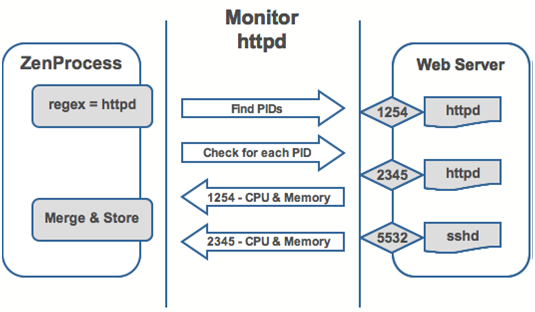 Monitor
httpd
ZenProcess
regex = httpd
Merge & Store
Find PIDs
Check for each PID
1254 - CPU & Memory
2345 - CPU & Memory
Web Server
1254 httpd
2345 httpd
5532 sshd